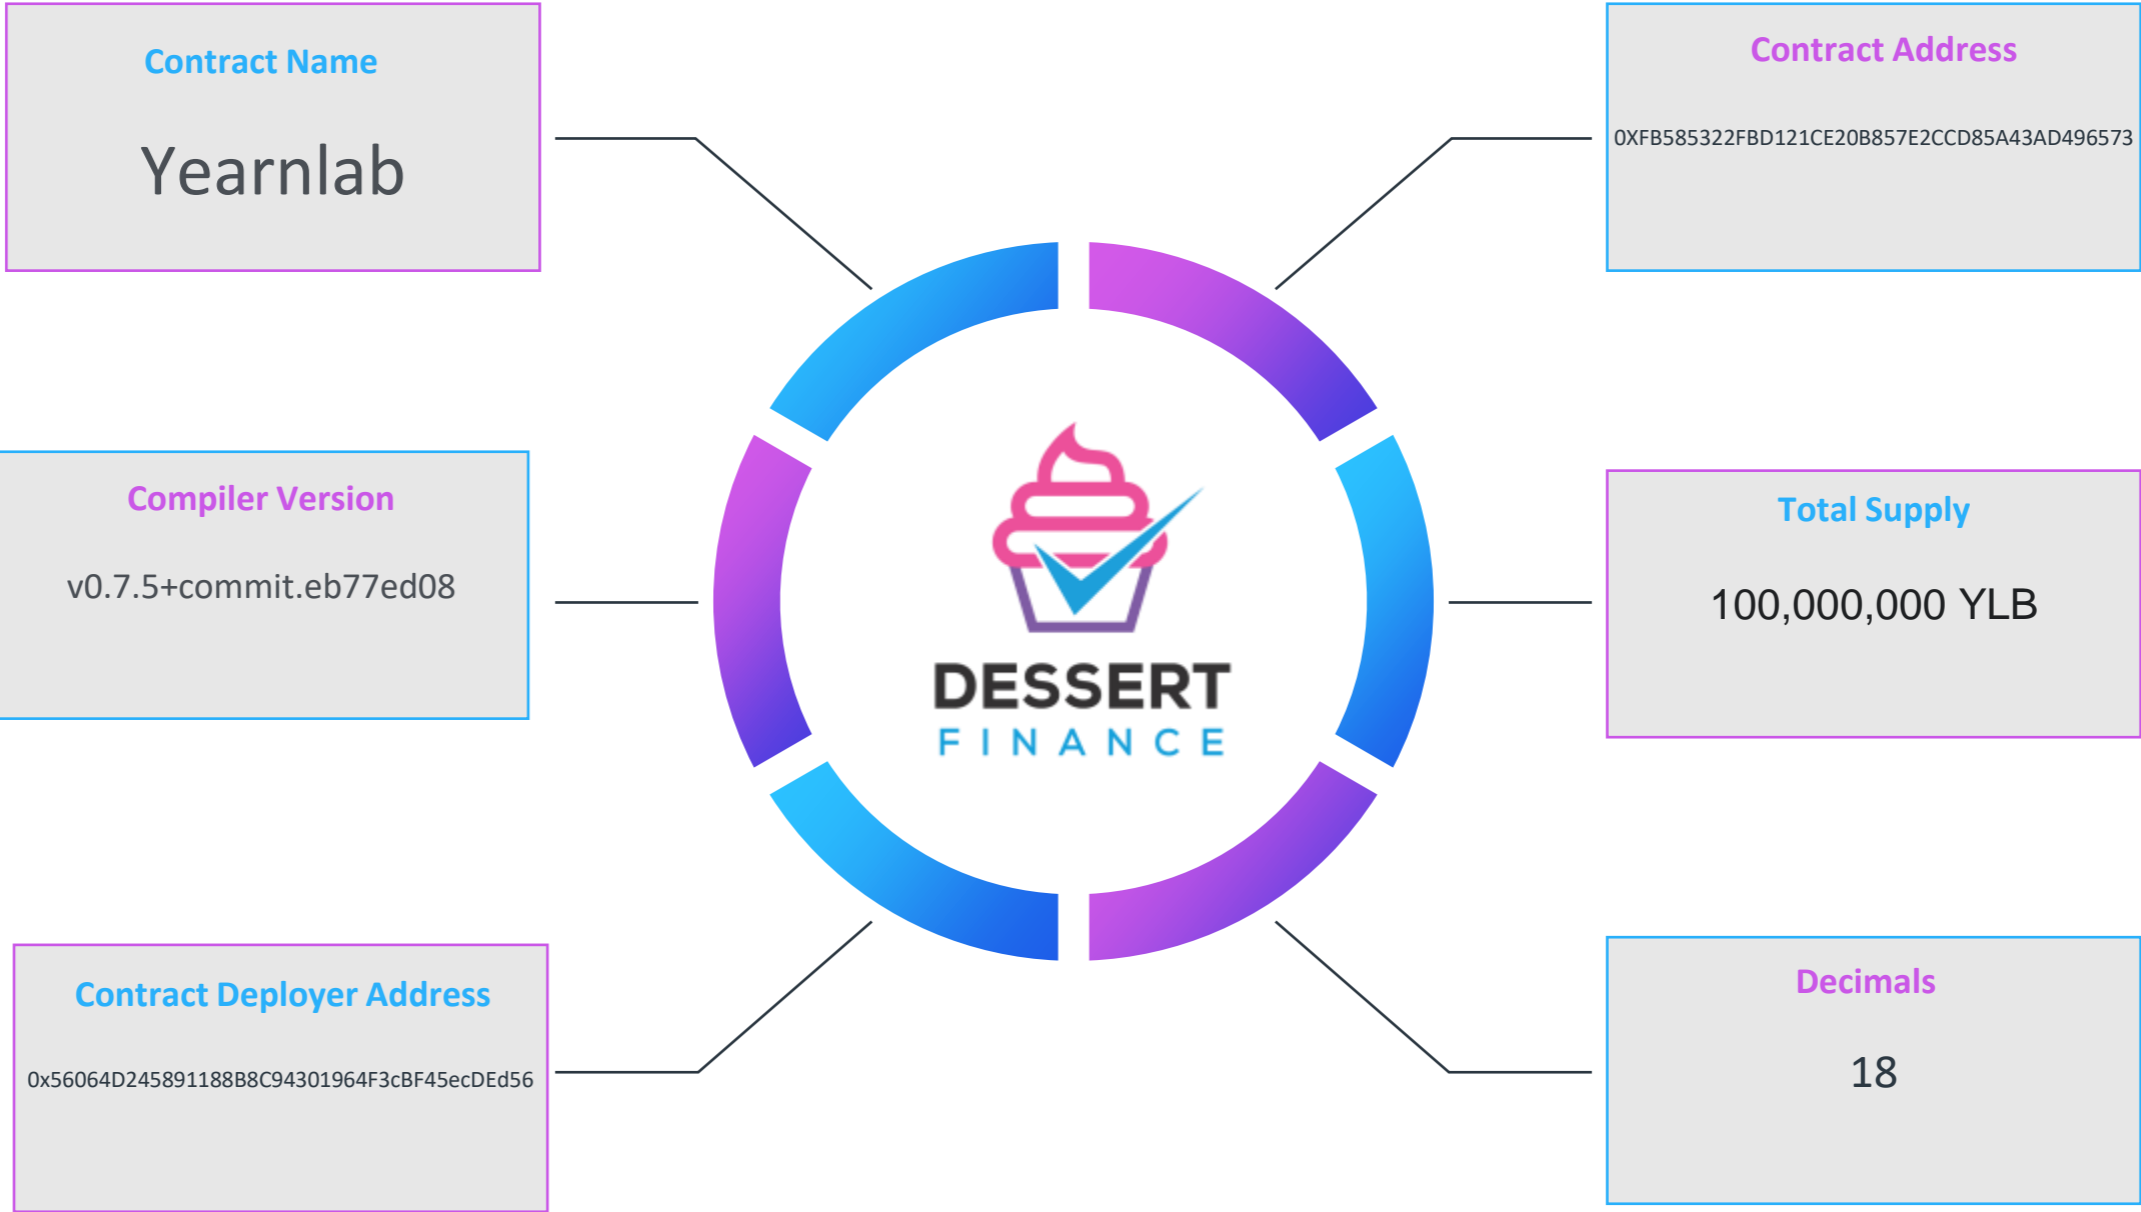 Contract Name
Yearnlab
Contract Address
0XFB585322FBD121CE20B857E2CCD85A43AD496573
Compiler Version
v0.7.5+commit.eb77ed08
DESSERT
FINANCE
Total Supply
100,000,000 YLB
Contract Deployer Address
0x56064D245891188B8C94301964F3cBF45ecDEd56
Decimals
18